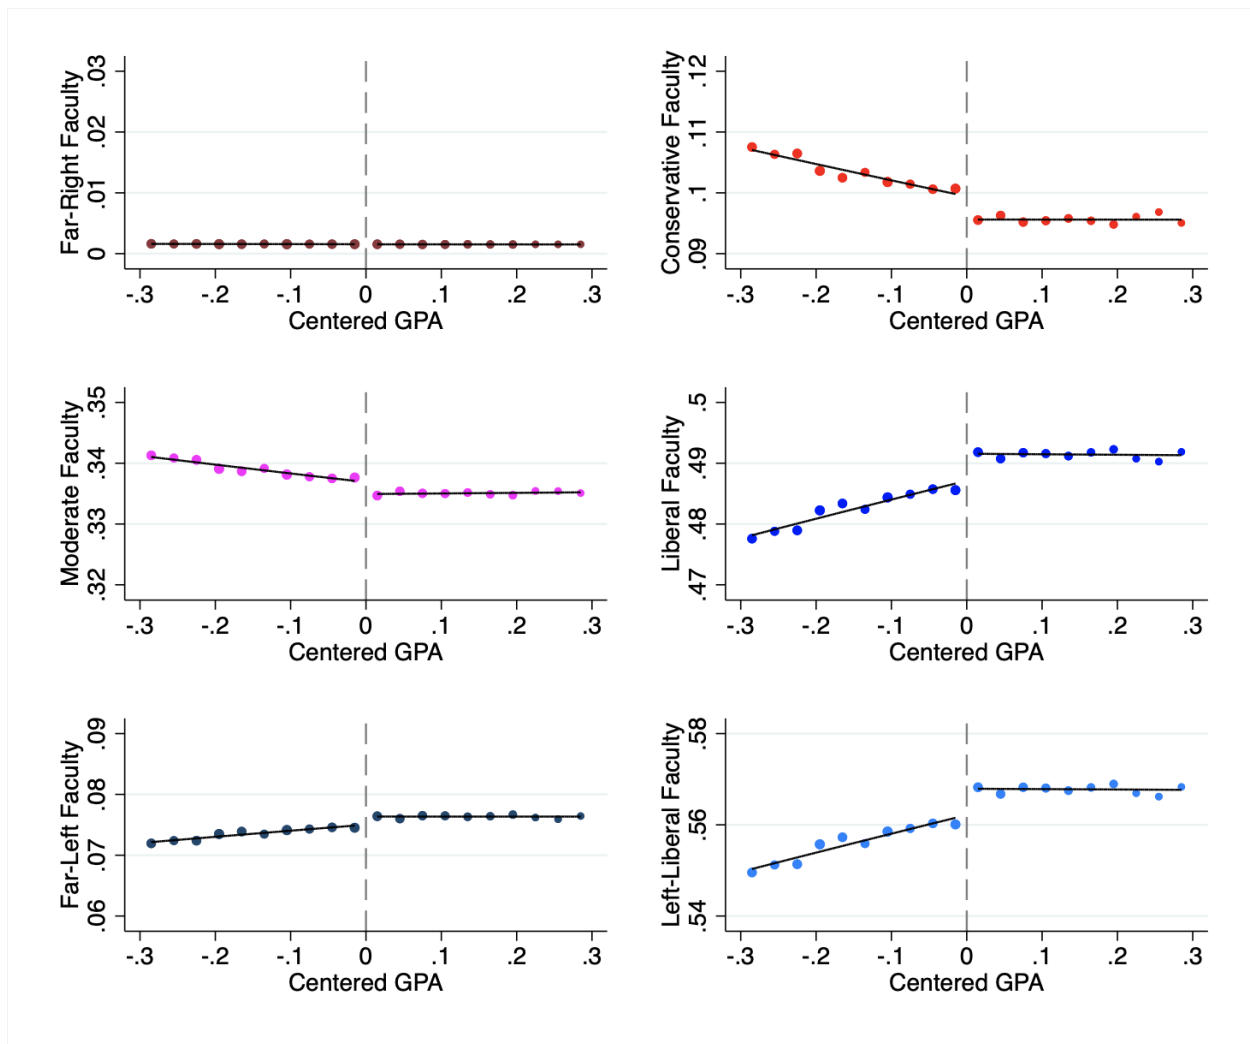 Far-Right Faculty
.03
.02
.01
0
-.3 -.2 -.1 0 .1 .2 .3
Centered GPA
Conservative Faculty
.12
.11
.1
.09
-.3 -.2 -.1 0 .1 .2 .3
Centered GPA
Moderate Faculty
.35
.34
.33
.32
-.3 -.2 -.1 0 .1 .2 .3
Centered GPA
Liberal Faculty
.5
.49
.48
.47
-.3 -.2 -.1 0 .1 .2 .3
Centered GPA
Far-Left Faculty
.09
.08
.07
.06
-.3 -.2 -.1 0 .1 .2 .3
Centered GPA
Left-Liberal Faculty
.58
.56
.54
-.3 -.2 -.1 0 .1 .2 .3
Centered GPA